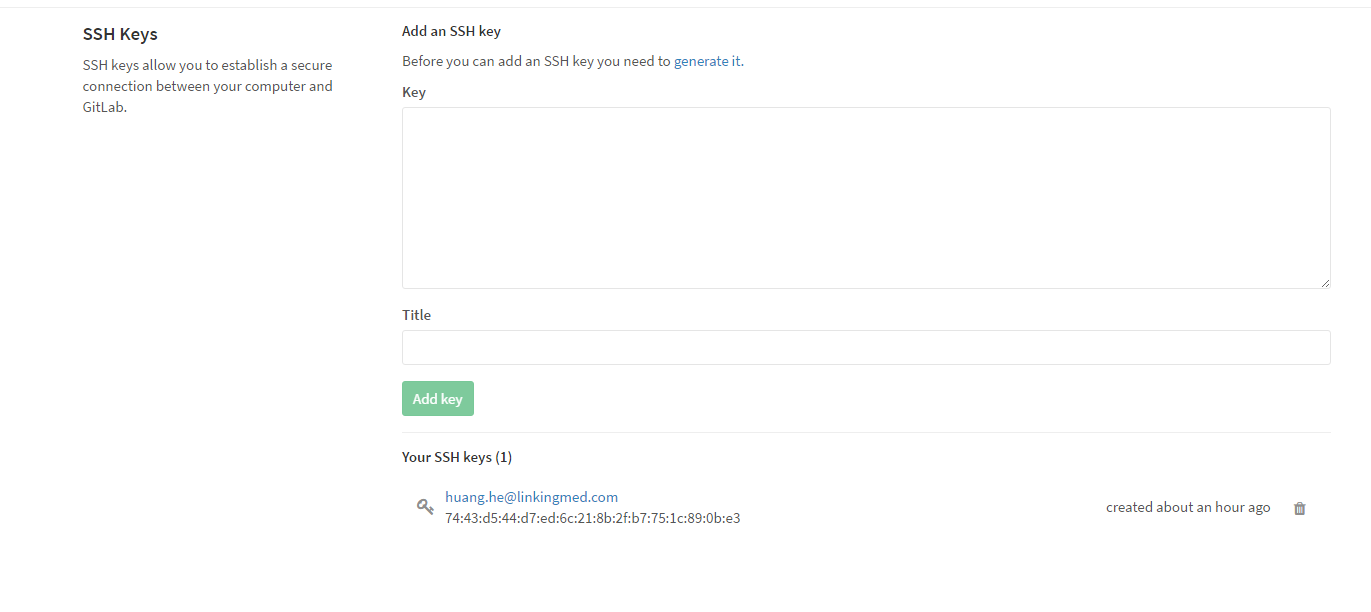 SSH Keys
SSH keys allow you to establish a secure
connection between your computer and
GitLab.
Add an SSH key
Before you can add an SSH key you need to generate it.
Key
Title
Add key
Your SSH keys (1)
huang.he@linkingmed.com
74:43:d5:44:d7:ed:6c:21:8b:2f:b7:75:1c:89:0b:e3
created about an hour ago